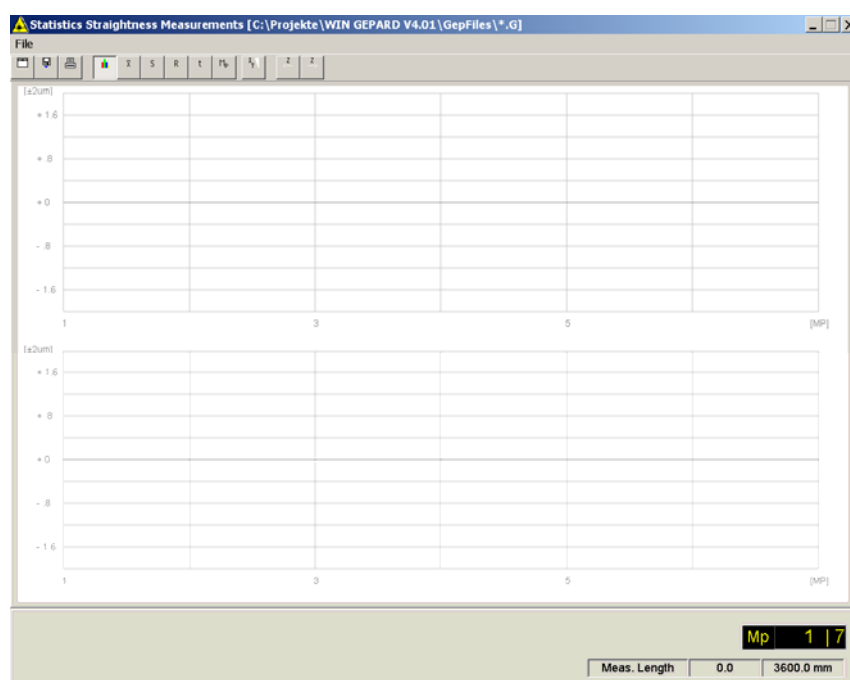 Statistics Straightness Measurements [C:\Projekte\WIN GEPARD V4.01\GepFiles\*.G]
File
x̄ S R t Mp X Y Z Z
[±2um]
+ 1.6
+ .8
+ 0
- .8
- 1.6
1 3 5 [MP]
[±2um]
+ 1.6
+ .8
+ 0
- .8
- 1.6
1 3 5 [MP]
Mp 1 | 7
Meas. Length 0.0 3600.0 mm